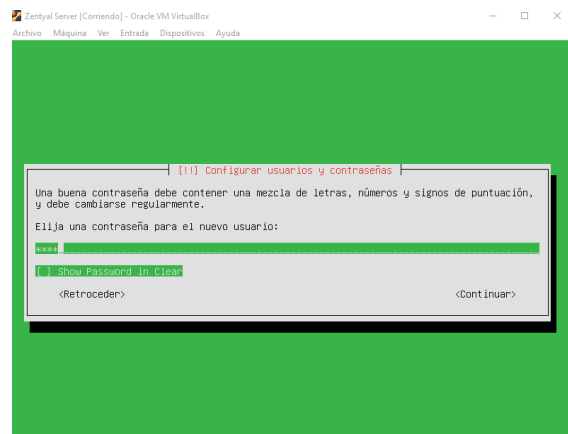 Zentyal Server [Corriendo] - Oracle VM VirtualBox
Archivo Máquina Ver Entrada Dispositivos Ayuda
[!!] Configurar usuarios y contraseñas
Una buena contraseña debe contener una mezcla de letras, números y signos de puntuación,
y debe cambiarse regularmente.
Elija una contraseña para el nuevo usuario:
****
[ ] Show Password in Clear
<Retroceder> <Continuar>